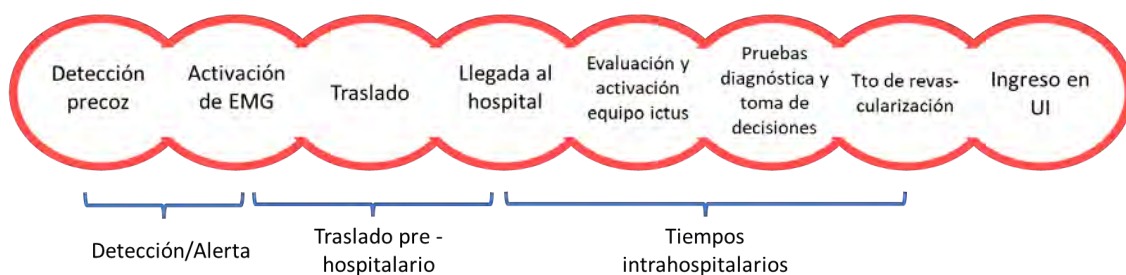 Detección
precoz
Activación
de EMG
Traslado
Llegada al
hospital
Evaluación y
activación
equipo ictus
Pruebas
diagnóstica y
toma de
decisiones
Tto de revas-
cularización
Ingreso en
UI
Detección/Alerta
Traslado pre -
hospitalario
Tiempos
intrahospitalarios